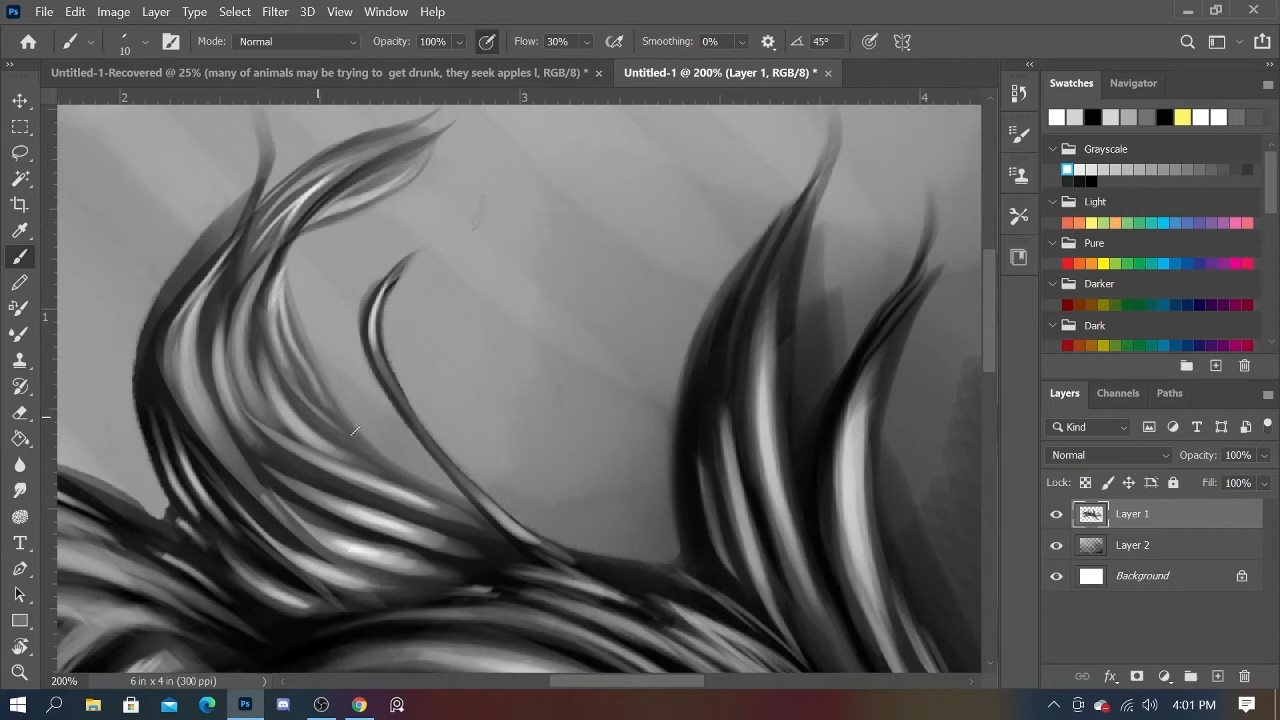 Ps File Edit Image Layer Type Select Filter 3D View Window Help
10 Mode: Normal Opacity: 100% Flow: 30% Smoothing: 0% 45°
Untitled-1-Recovered @ 25% (many of animals may be trying to get drunk, they seek apples l, RGB/8) * Untitled-1 @ 200% (Layer 1, RGB/8) *
2 3 4
1
Swatches Navigator
Grayscale
Light
Pure
Darker
Dark
Layers Channels Paths
Kind
Normal Opacity: 100%
Lock: Fill: 100%
Layer 1
Layer 2
Background
200% 6 in x 4 in (300 ppi)
Ps 4:01 PM